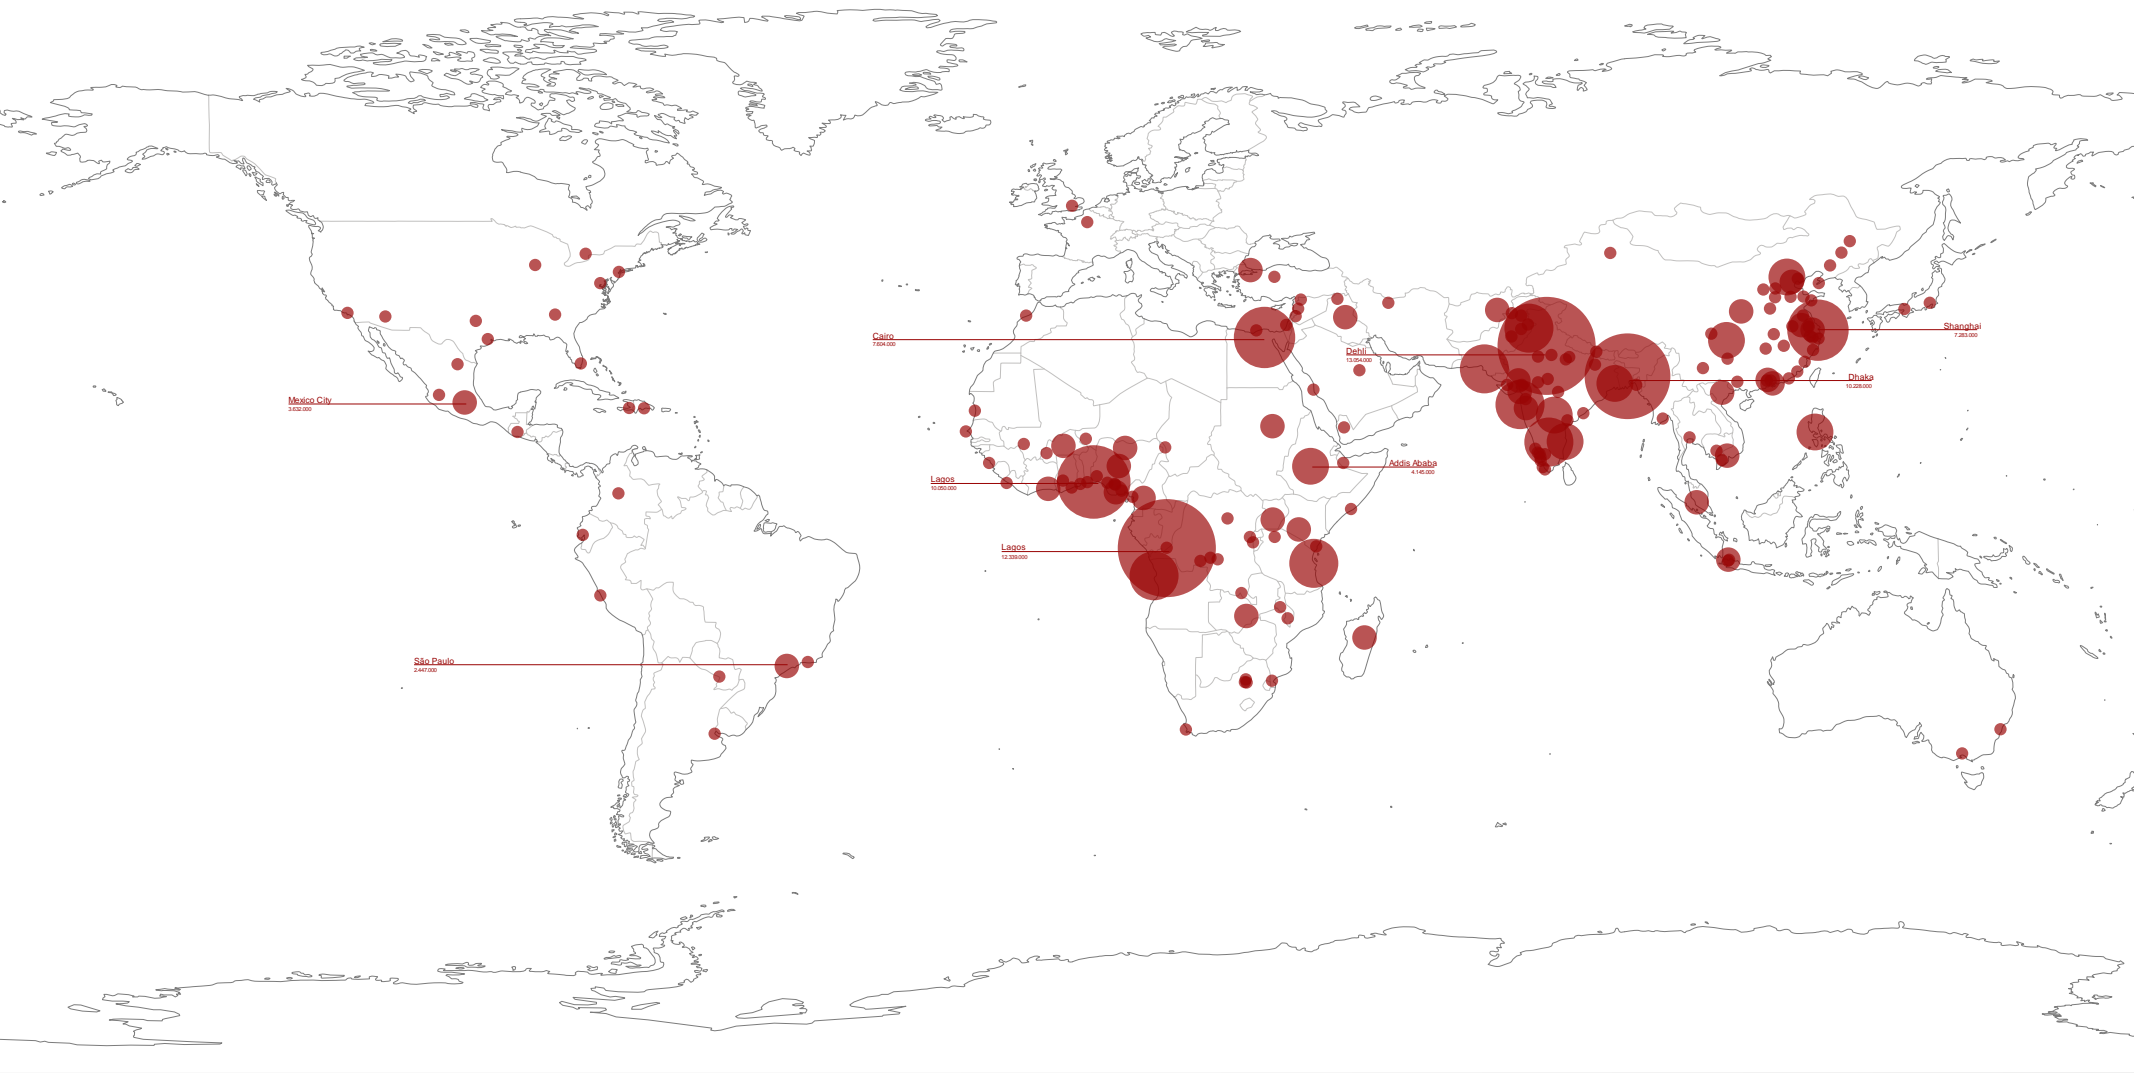 Shanghai
7.283.000
Cairo
7.604.000
Dehli
13.054.000
Dhaka
10.228.000
Mexico City
3.632.000
Addis Ababa
4.145.000
Lagos
10.050.000
Lagos
12.339.000
São Paulo
2.447.000